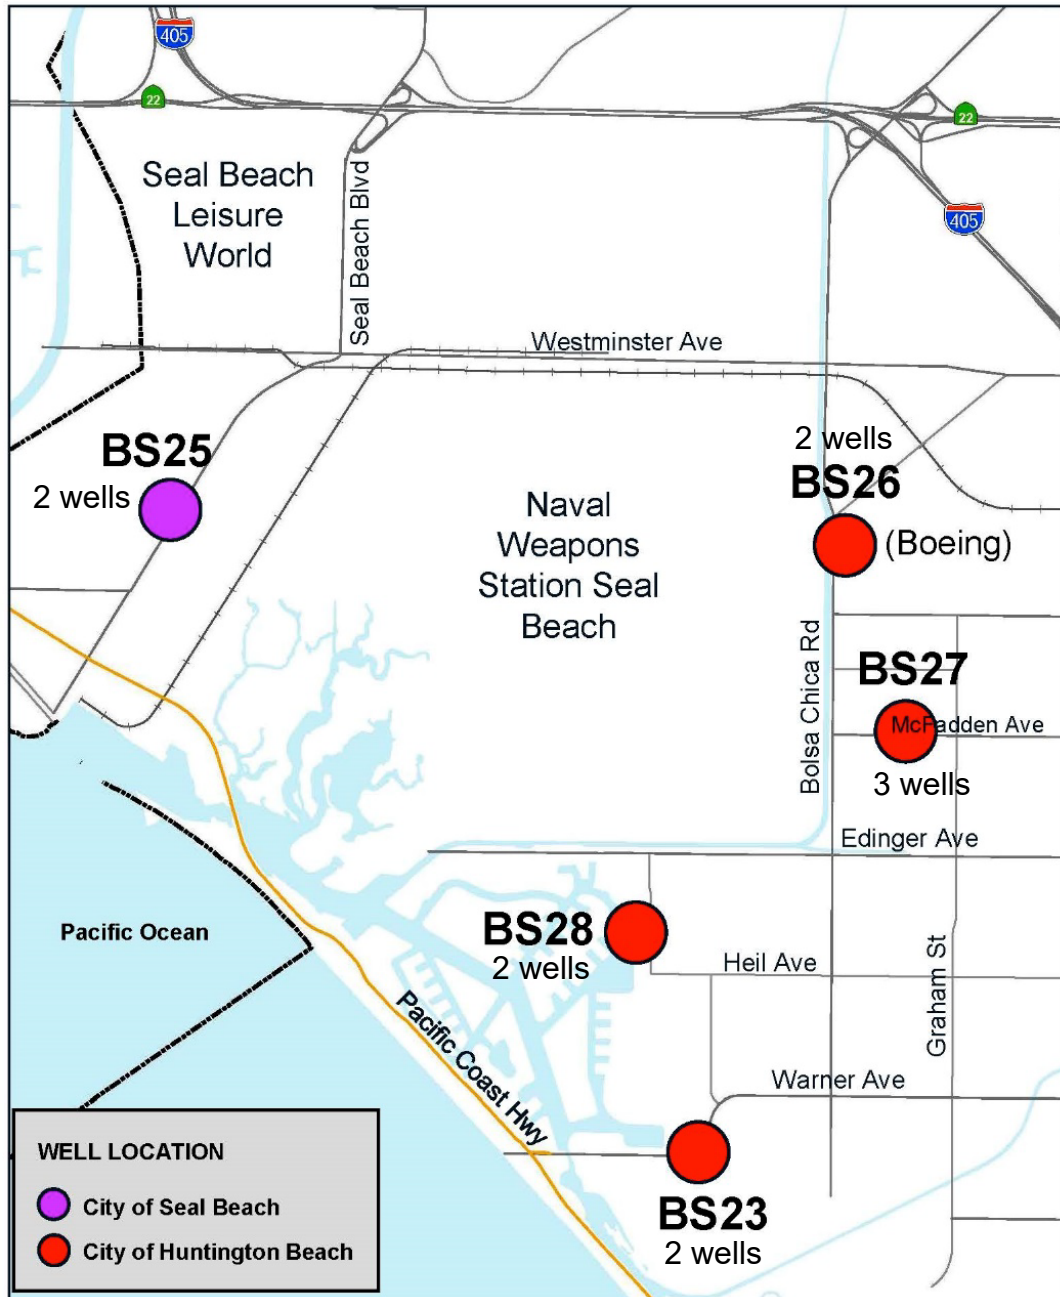 405
22
22
405
Seal Beach
Leisure
World
Seal Beach Blvd
Westminster Ave
BS25
2 wells
2 wells
BS26
(Boeing)
Naval
Weapons
Station Seal
Beach
Bolsa Chica Rd
BS27
McFadden Ave
3 wells
Edinger Ave
Pacific Ocean
BS28
2 wells
Heil Ave
Graham St
Pacific Coast Hwy
Warner Ave
BS23
2 wells
WELL LOCATION
City of Seal Beach
City of Huntington Beach